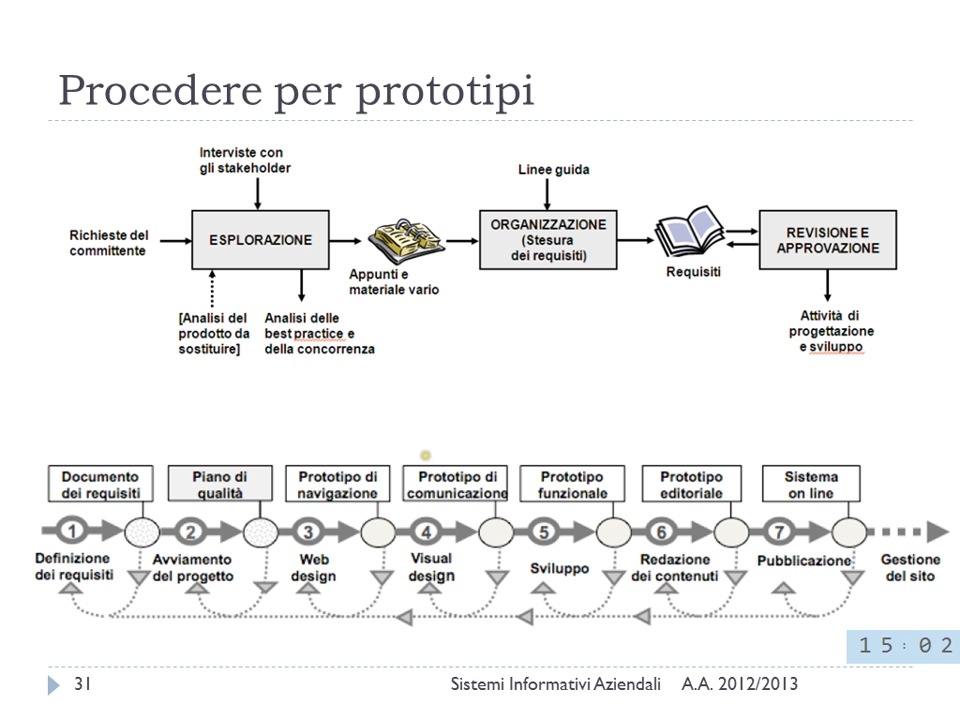 Procedere per prototipi
Interviste con
gli stakeholder
Linee guida
Richieste del
committente
ESPLORAZIONE
ORGANIZZAZIONE
(Stesura
dei requisiti)
REVISIONE E
APPROVAZIONE
Appunti e
materiale vario
Requisiti
[Analisi del
prodotto da
sostituire]
Analisi delle
best practice e
della concorrenza
Attività di
progettazione
e sviluppo
Documento
dei requisiti
Piano di
qualità
Prototipo di
navigazione
Prototipo di
comunicazione
Prototipo
funzionale
Prototipo
editoriale
Sistema
on line
1
2
3
4
5
6
7
Definizione
dei requisiti
Avviamento
del progetto
Web
design
Visual
design
Sviluppo
Redazione
dei contenuti
Pubblicazione
Gestione
del sito
15:02
31
Sistemi Informativi Aziendali A.A. 2012/2013